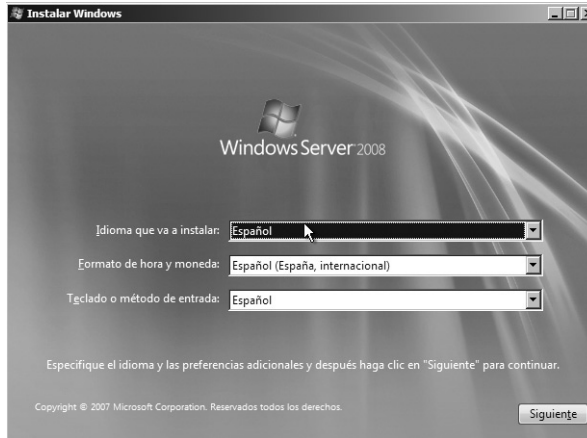 Instalar Windows
Windows Server 2008
Idioma que va a instalar: Español
Formato de hora y moneda: Español (España, internacional)
Teclado o método de entrada: Español
Especifique el idioma y las preferencias adicionales y después haga clic en "Siguiente" para continuar.
Copyright © 2007 Microsoft Corporation. Reservados todos los derechos.
Siguiente